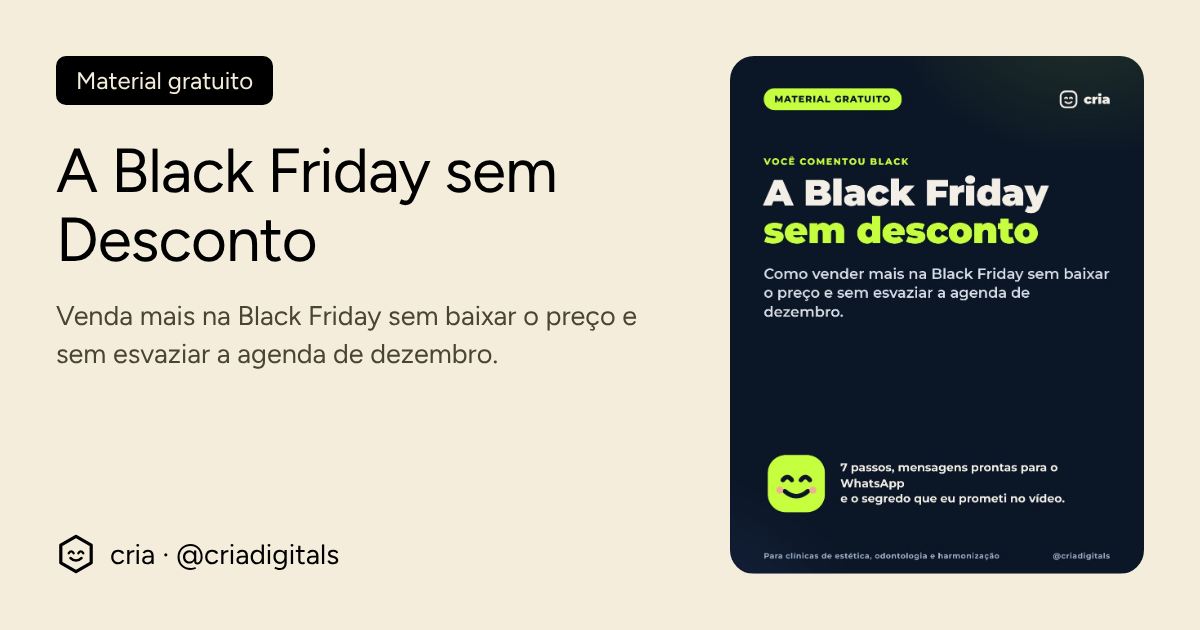 Material gratuito
A Black Friday sem
Desconto
Venda mais na Black Friday sem baixar o preço e
sem esvaziar a agenda de dezembro.
cria · @criadigitals
MATERIAL GRATUITO
cria
VOCÊ COMENTOU BLACK
A Black Friday
sem desconto
Como vender mais na Black Friday sem baixar
o preço e sem esvaziar a agenda de
dezembro.
7 passos, mensagens prontas para o
WhatsApp
e o segredo que eu prometi no vídeo.
Para clínicas de estética, odontologia e harmonização
@criadigitals